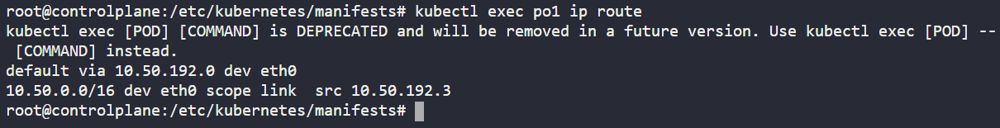 root@controlplane:/etc/kubernetes/manifests# kubectl exec po1 ip route
kubectl exec [POD] [COMMAND] is DEPRECATED and will be removed in a future version. Use kubectl exec [POD] --
 [COMMAND] instead.
default via 10.50.192.0 dev eth0
10.50.0.0/16 dev eth0 scope link  src 10.50.192.3
root@controlplane:/etc/kubernetes/manifests#